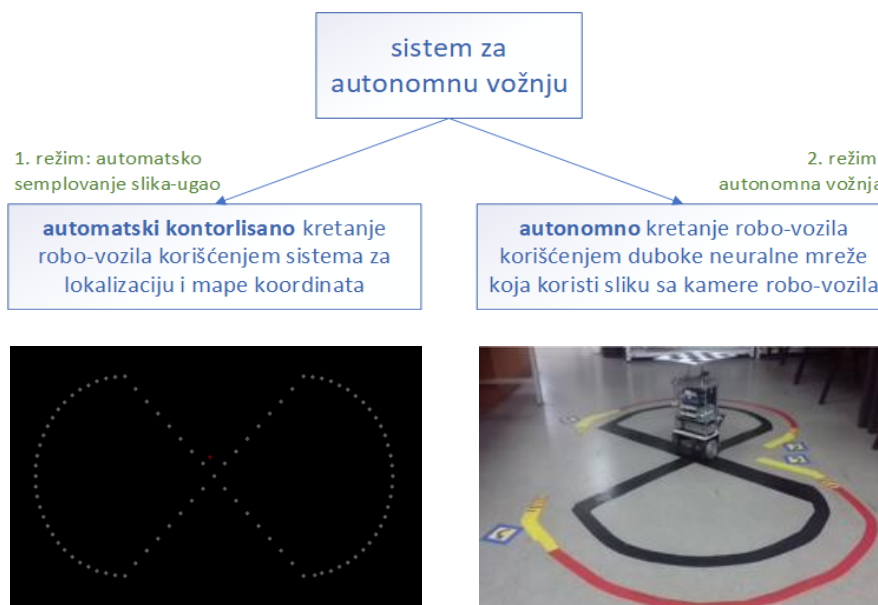 sistem za
autonomnu vožnju
1. režim: automatsko
semplovanje slika-ugao
2. režim
autonomna vožnja
automatski kontorlisano kretanje
robo-vozila korišćenjem sistema za
lokalizaciju i mape koordinata
autonomno kretanje robo-vozila
korišćenjem duboke neuralne mreže
koja koristi sliku sa kamere robo-vozila